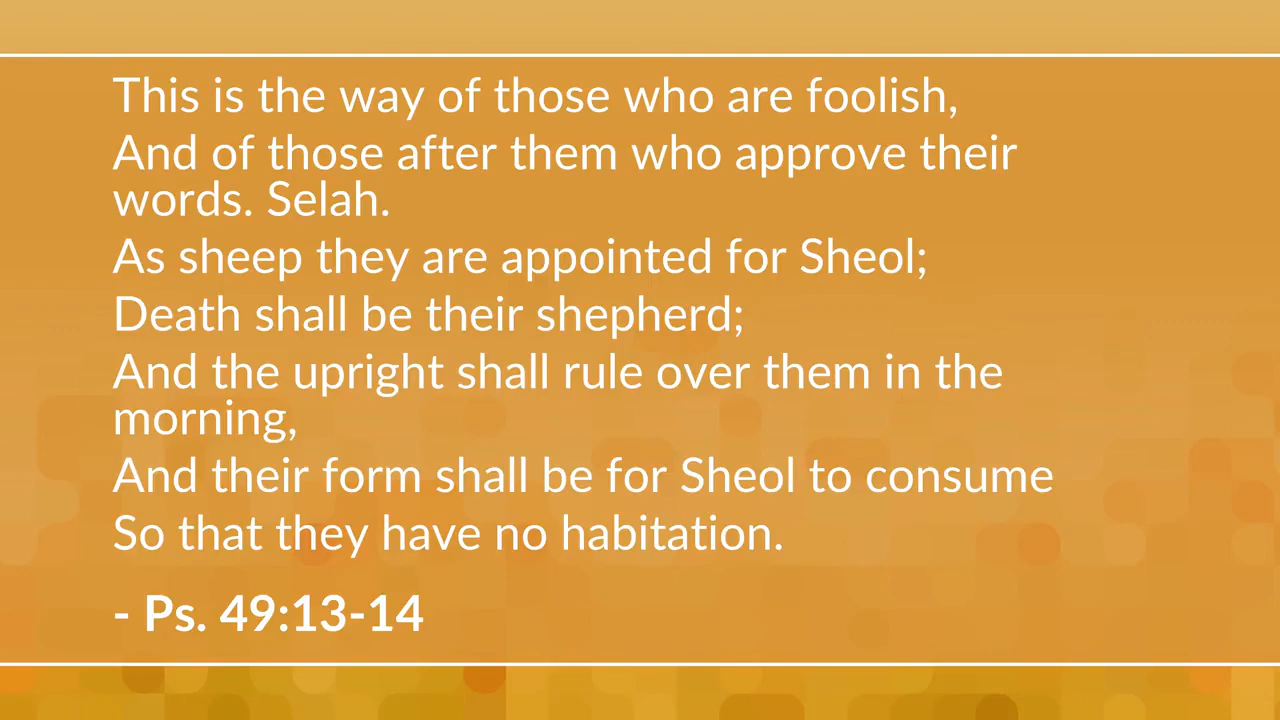 This is the way of those who are foolish,
And of those after them who approve their
words. Selah.
As sheep they are appointed for Sheol;
Death shall be their shepherd;
And the upright shall rule over them in the
morning,
And their form shall be for Sheol to consume
So that they have no habitation.
- Ps. 49:13-14